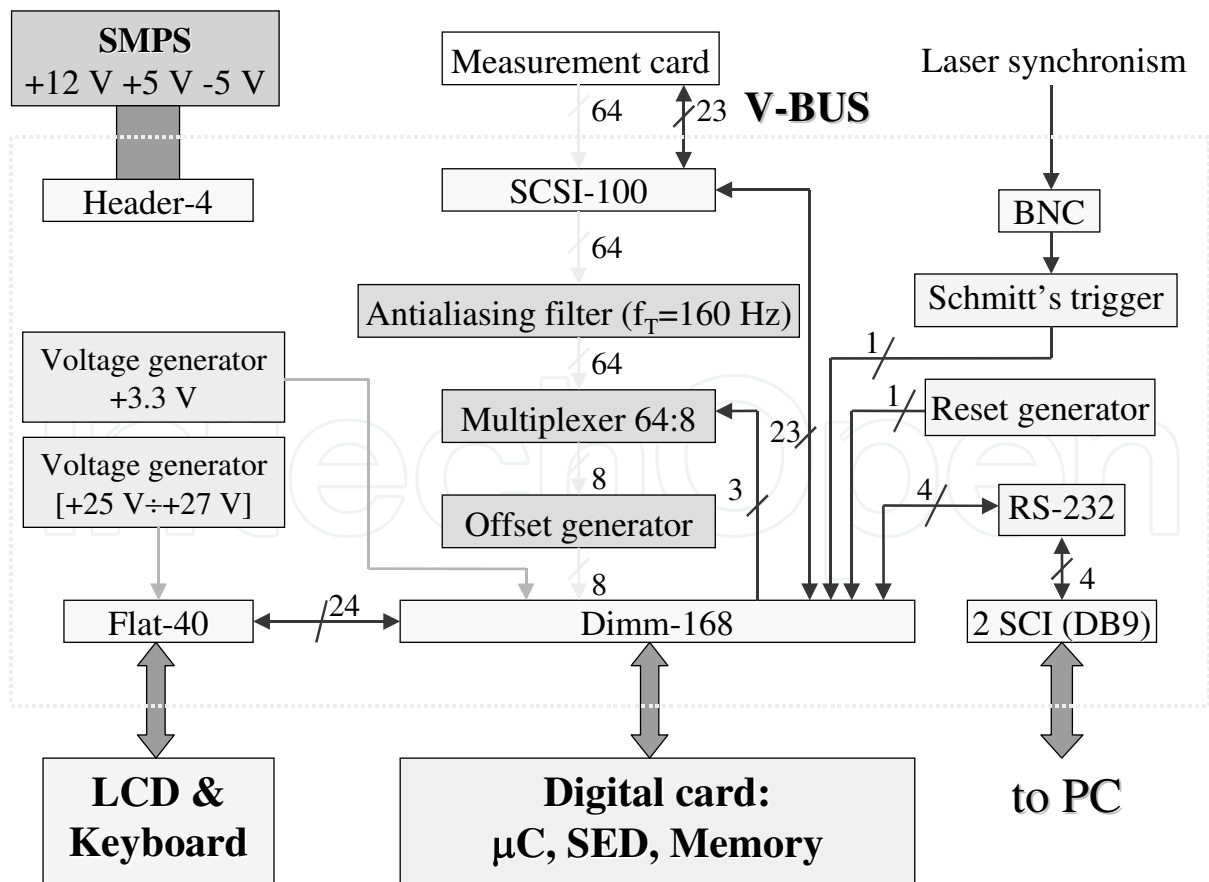 SMPS
+12 V +5 V -5 V
Header-4
Measurement card
64
23
V-BUS
Laser synchronism
SCSI-100
BNC
64
Schmitt's trigger
Antialiasing filter (fT=160 Hz)
1
64
Voltage generator
+3.3 V
Multiplexer 64:8
23
1
Reset generator
Voltage generator
[+25 V÷+27 V]
8
3
4
Offset generator
RS-232
8
4
24
Flat-40
Dimm-168
2 SCI (DB9)
LCD &
Keyboard
Digital card:
μC, SED, Memory
to PC
IntechOpen